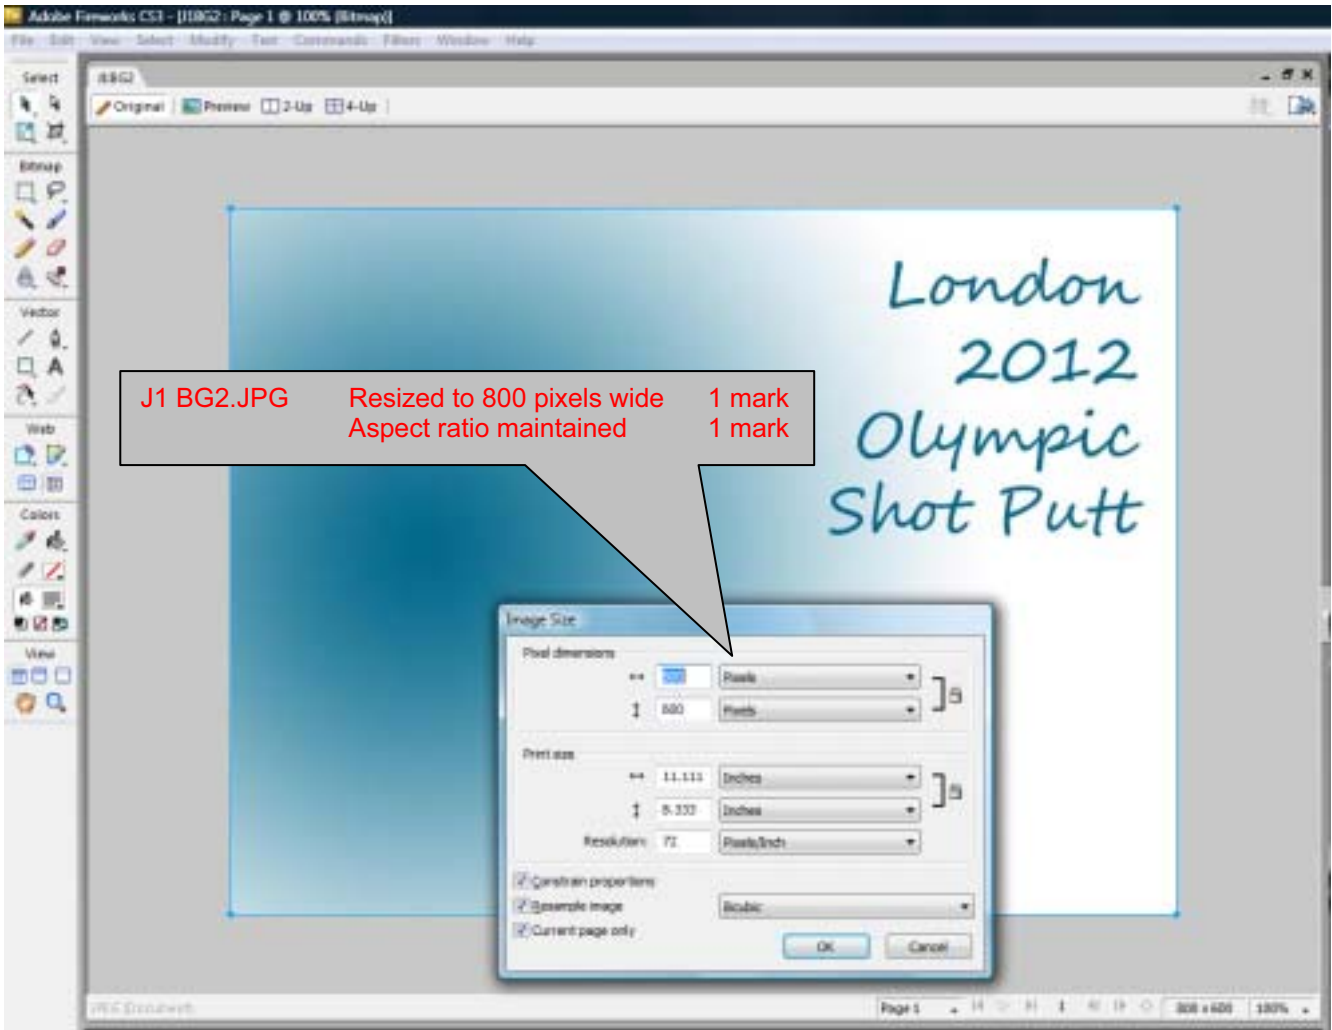 Adobe Fireworks CS3 - [J1BG2 : Page 1 @ 100% (Bitmap)]
File Edit View Select Modify Text Commands Filters Window Help
Select
J1BG2
Original Preview 2-Up 4-Up
Bitmap
Vector
Web
Colors
View
London
2012
Olympic
Shot Putt
J1 BG2.JPG Resized to 800 pixels wide 1 mark
Aspect ratio maintained 1 mark
Image Size
Pixel dimensions
Pixels
600 Pixels
Print size
11.111 Inches
8.333 Inches
Resolution: 72 Pixels/Inch
Constrain proportions
Resample image Bicubic
Current page only
OK Cancel
JPEG Document
Page 1 800 x 600 100%